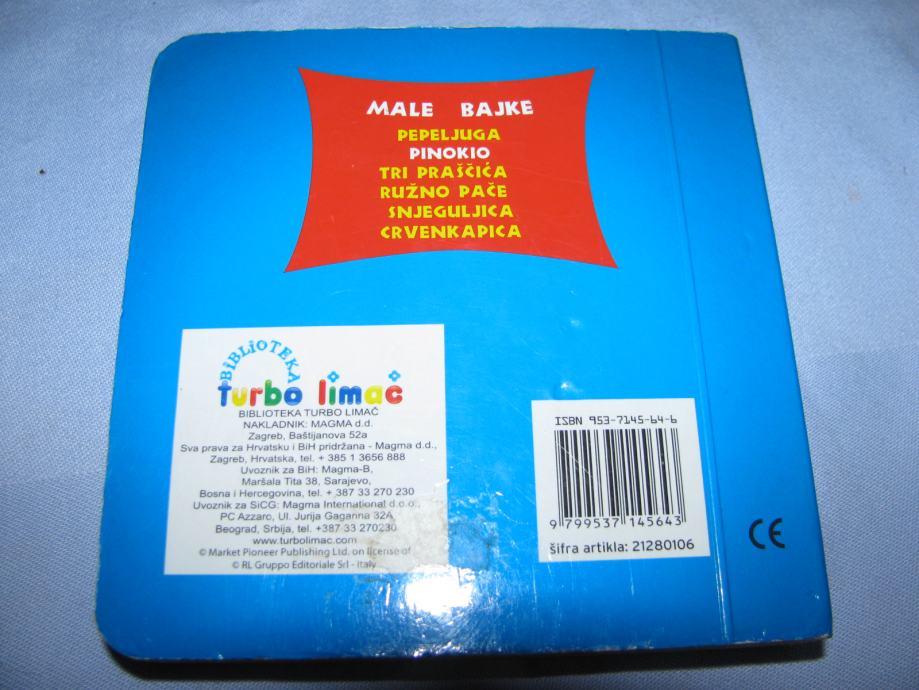 MALE BAJKE
PEPELJUGA
PINOKIO
TRI PRAŠČIĆA
RUŽNO PAČE
SNJEGULJICA
CRVENKAPICA
BiBLiOTEKA
turbo limač
BIBLIOTEKA TURBO LIMAČ
NAKLADNIK: MAGMA d.d.
Zagreb, Baštijanova 52a
Sva prava za Hrvatsku i BiH pridržana - Magma d.d.,
Zagreb, Hrvatska, tel. + 385 1 3656 888
Uvoznik za BiH: Magma-B,
Maršala Tita 38, Sarajevo,
Bosna i Hercegovina, tel. + 387 33 270 230
Uvoznik za SiCG: Magma International d.o.o.,
PC Azzaro, Ul. Jurija Gagarina 32A
Beograd, Srbija, tel. +387 33 270230
www.turbolimac.com
© Market Pioneer Publishing Ltd. on license of
© RL Gruppo Editoriale Srl - Italy
ISBN 953-7145-64-6
9 799537 145643
šifra artikla: 21280106
CE